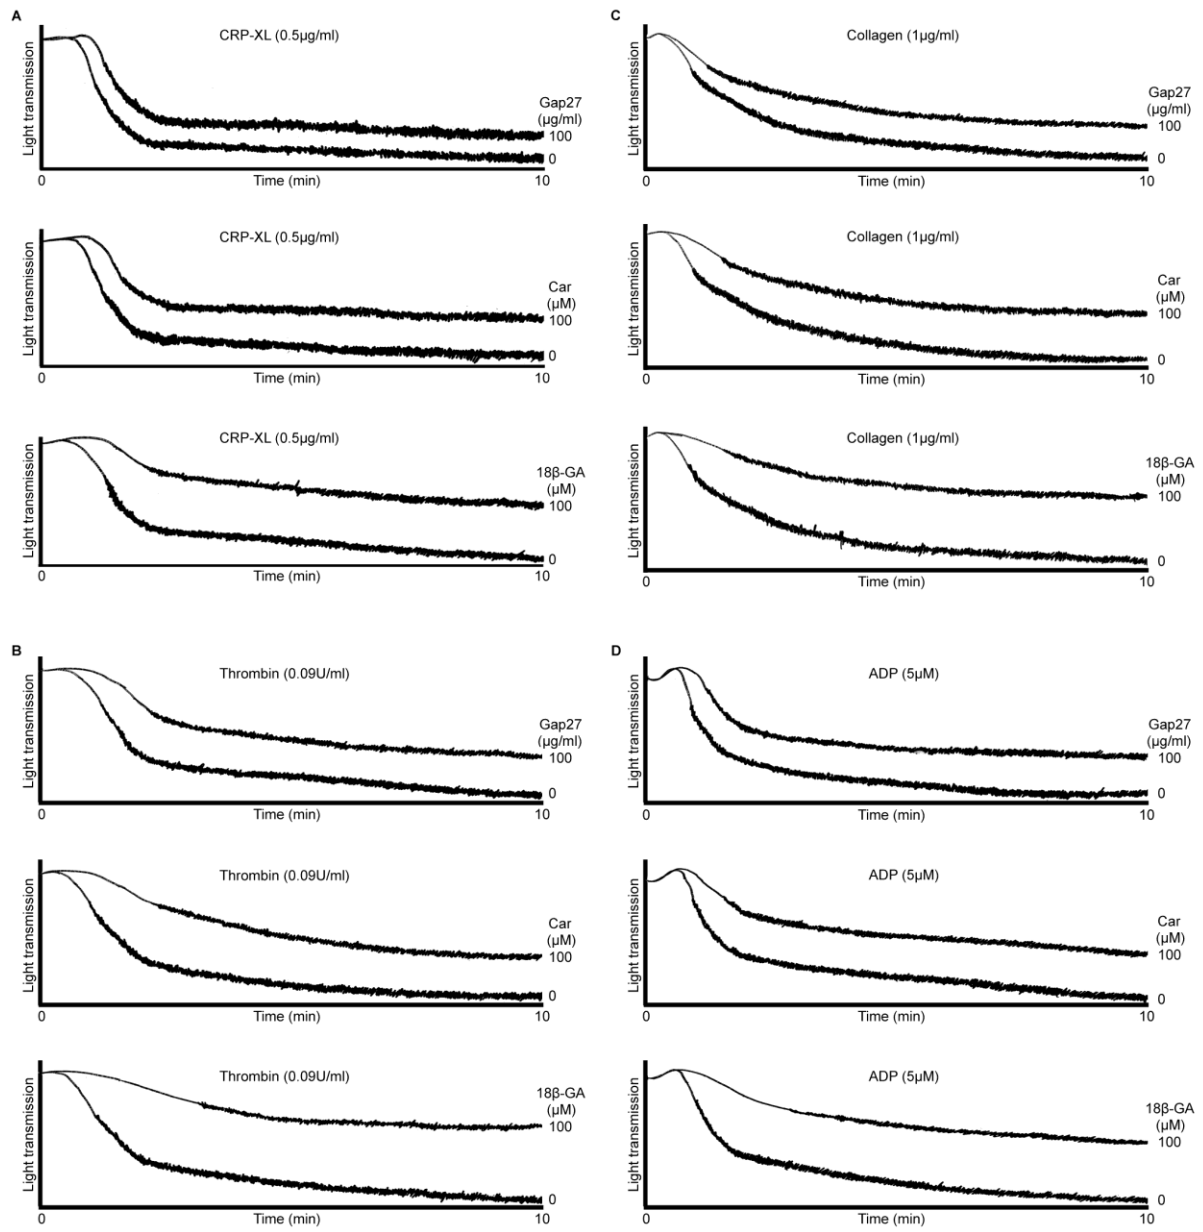 A
CRP-XL (0.5µg/ml)
Light transmission
Gap27
(µg/ml)
100
0
0
Time (min)
10
CRP-XL (0.5µg/ml)
Light transmission
Car
(µM)
100
0
0
Time (min)
10
CRP-XL (0.5µg/ml)
Light transmission
18β-GA
(µM)
100
0
0
Time (min)
10
C
Collagen (1µg/ml)
Light transmission
Gap27
(µg/ml)
100
0
0
Time (min)
10
Collagen (1µg/ml)
Light transmission
Car
(µM)
100
0
0
Time (min)
10
Collagen (1µg/ml)
Light transmission
18β-GA
(µM)
100
0
0
Time (min)
10
B
Thrombin (0.09U/ml)
Light transmission
Gap27
(µg/ml)
100
0
0
Time (min)
10
Thrombin (0.09U/ml)
Light transmission
Car
(µM)
100
0
0
Time (min)
10
Thrombin (0.09U/ml)
Light transmission
18β-GA
(µM)
100
0
0
Time (min)
10
D
ADP (5µM)
Light transmission
Gap27
(µg/ml)
100
0
0
Time (min)
10
ADP (5µM)
Light transmission
Car
(µM)
100
0
0
Time (min)
10
ADP (5µM)
Light transmission
18β-GA
(µM)
100
0
0
Time (min)
10